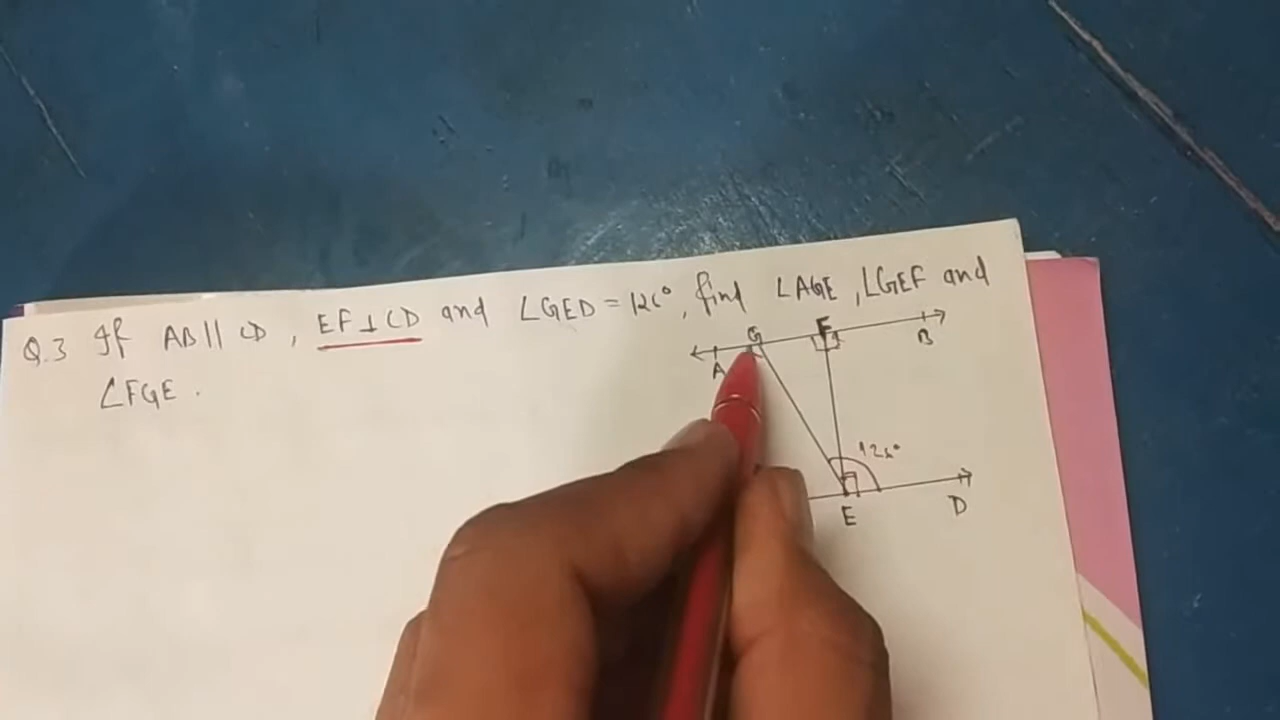 Q.3 If AB || CD, EF ⊥ CD and ∠GED = 126°, find ∠AGE, ∠GEF and
∠FGE.
G F
A B
126°
E D